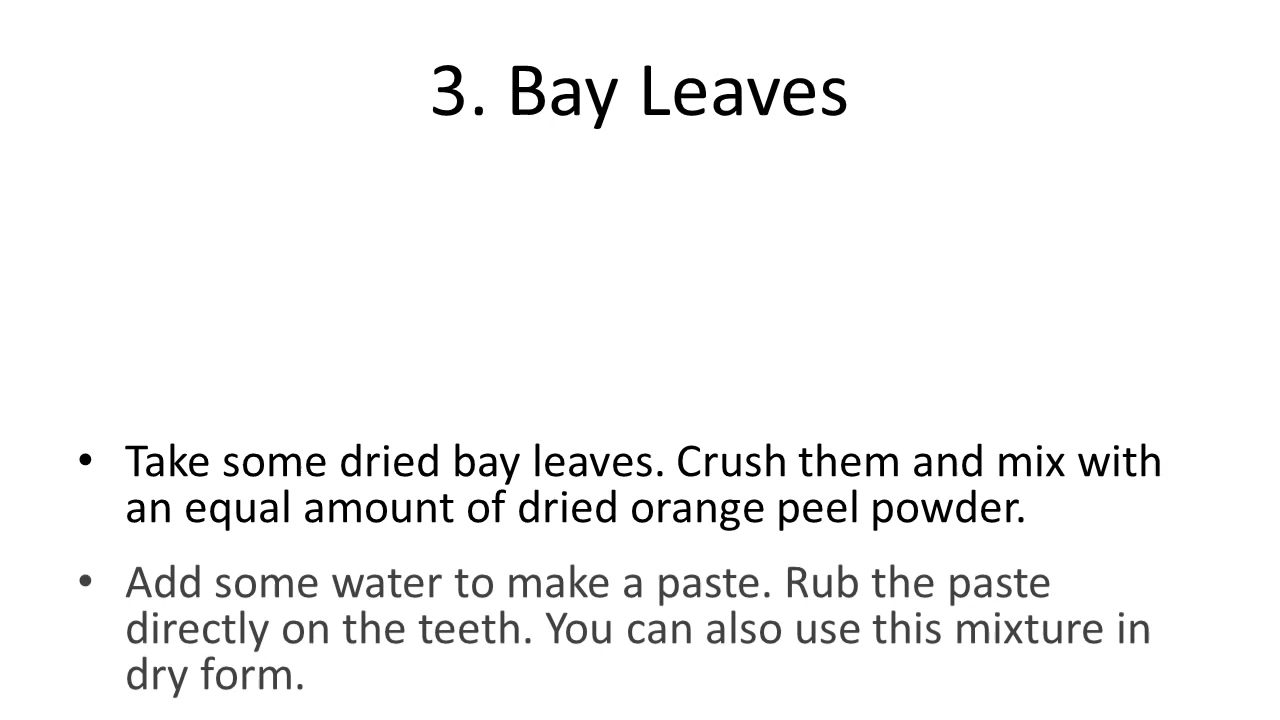 3. Bay Leaves
• Take some dried bay leaves. Crush them and mix with
an equal amount of dried orange peel powder.
• Add some water to make a paste. Rub the paste
directly on the teeth. You can also use this mixture in
dry form.